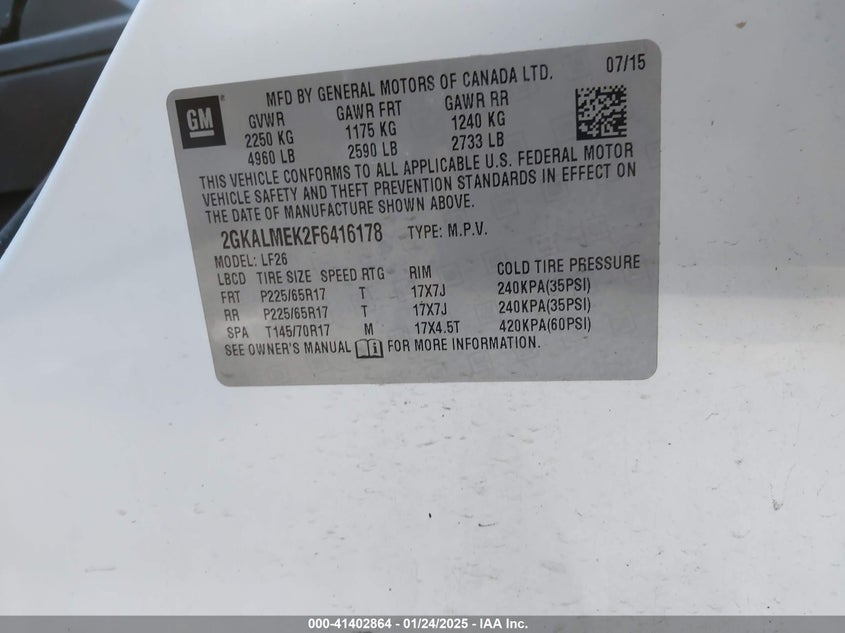 GM
MFD BY GENERAL MOTORS OF CANADA LTD. 07/15
GVWR GAWR FRT GAWR RR
2250 KG 1175 KG 1240 KG
4960 LB 2590 LB 2733 LB
THIS VEHICLE CONFORMS TO ALL APPLICABLE U.S. FEDERAL MOTOR
VEHICLE SAFETY AND THEFT PREVENTION STANDARDS IN EFFECT ON
THE DATE OF MANUFACTURE SHOWN ABOVE.
2GKALMEK2F6416178 TYPE: M.P.V.
MODEL: LF26
LBCD TIRE SIZE SPEED RTG RIM COLD TIRE PRESSURE
FRT P225/65R17 T 17X7J 240KPA(35PSI)
RR P225/65R17 T 17X7J 240KPA(35PSI)
SPA T145/70R17 M 17X4.5T 420KPA(60PSI)
SEE OWNER'S MANUAL FOR MORE INFORMATION.
000-41402864 - 01/24/2025 - IAA Inc.